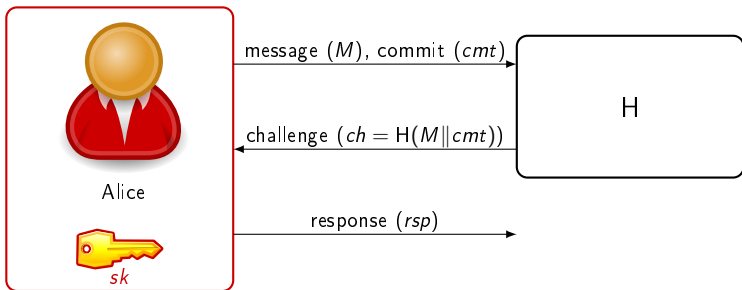 message (M), commit (cmt)
H
challenge (ch = H(M∥cmt))
Alice
response (rsp)
sk